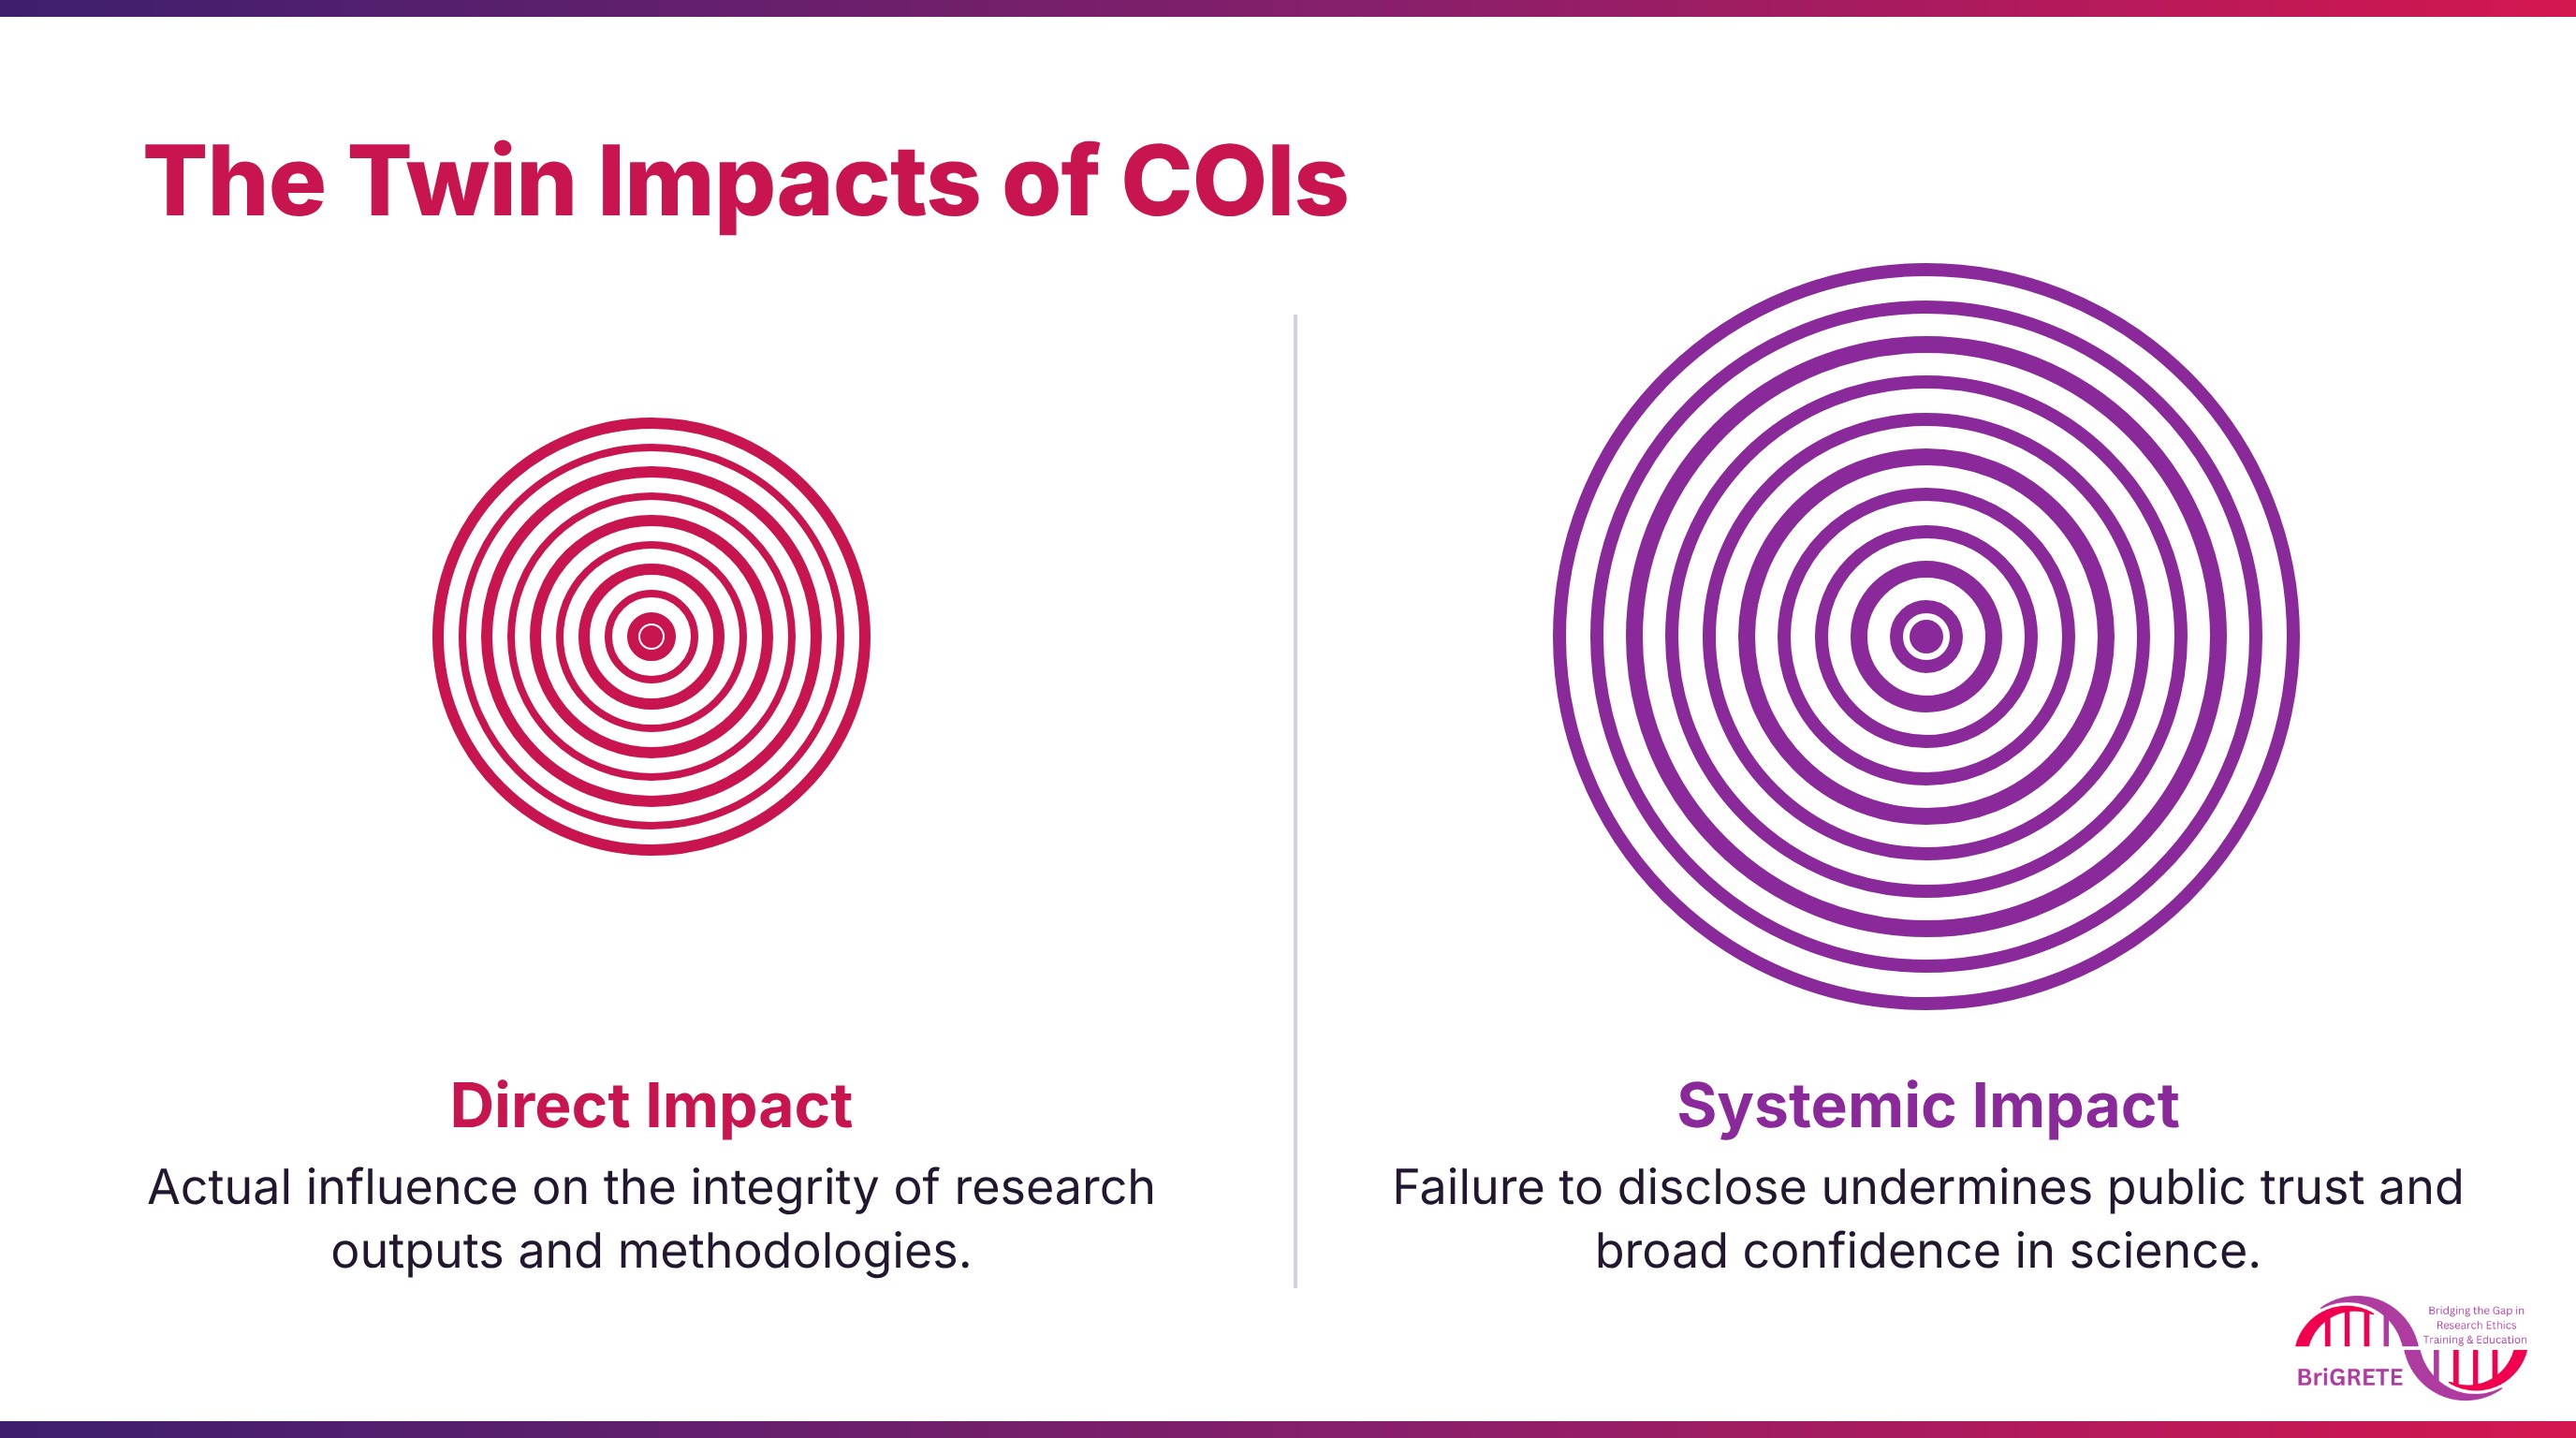 The Twin Impacts of COIs
Direct Impact
Actual influence on the integrity of research
outputs and methodologies.
Systemic Impact
Failure to disclose undermines public trust and
broad confidence in science.
Bridging the Gap in
Research Ethics
Training & Education
BriGRETE